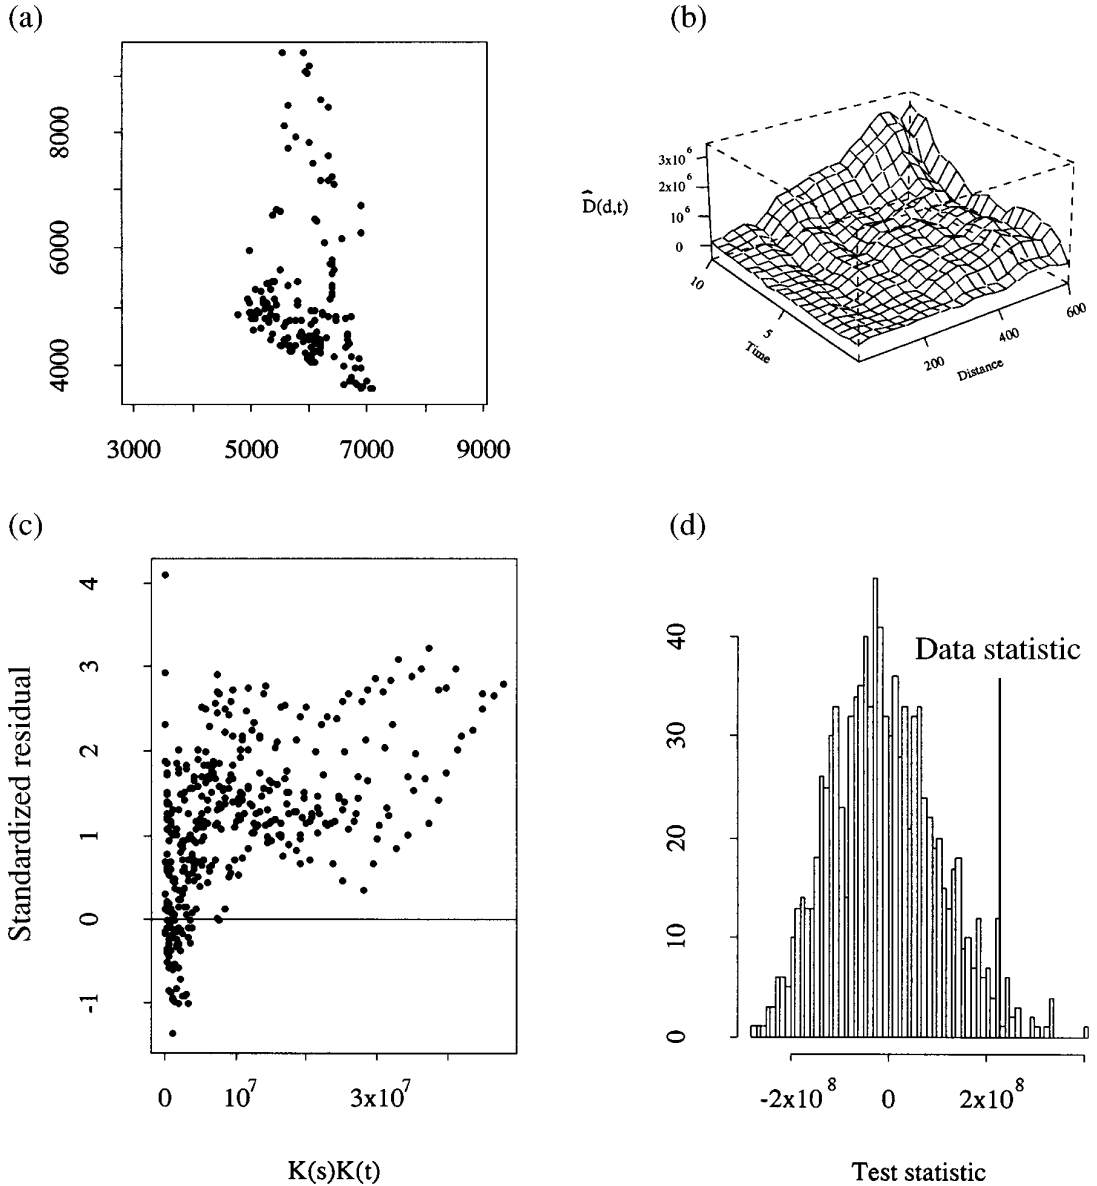 (a)
(b)
8000
6000
4000
3000 5000 7000 9000
D̂(d,t)
3x10⁶
2x10⁶
10⁶
0
10
5
Time
200
400
600
Distance
(c)
(d)
Standardized residual
4
3
2
1
0
-1
0 10⁷ 3x10⁷
K(s)K(t)
Data statistic
40
30
20
10
0
-2x10⁸ 0 2x10⁸
Test statistic